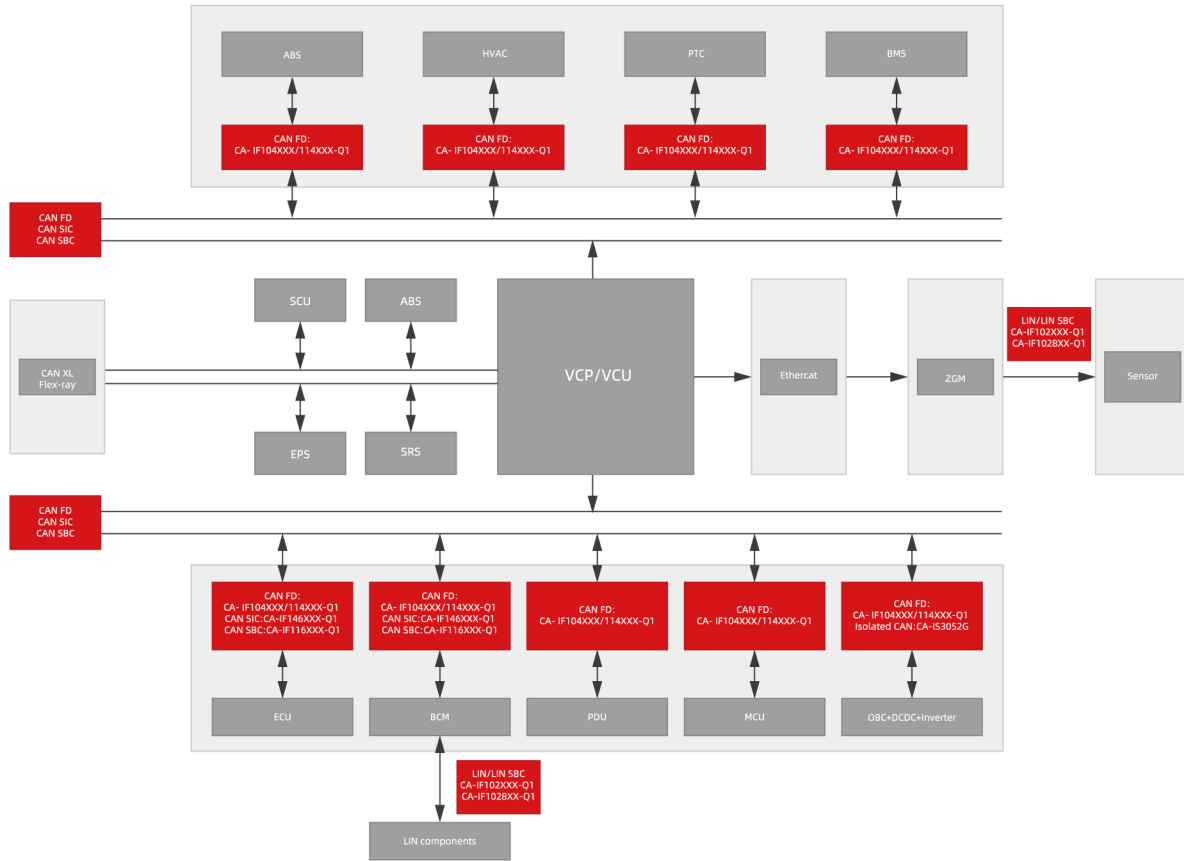 ABS
HVAC
PTC
BMS
CAN FD:
CA- IF104XXX/114XXX-Q1
CAN FD:
CA- IF104XXX/114XXX-Q1
CAN FD:
CA- IF104XXX/114XXX-Q1
CAN FD:
CA- IF104XXX/114XXX-Q1
CAN FD
CAN SIC
CAN SBC
SCU
ABS
CAN XL
Flex-ray
VCP/VCU
Ethercat
ZGM
LIN/LIN SBC
CA-IF102XXX-Q1
CA-IF1028XX-Q1
Sensor
EPS
SRS
CAN FD
CAN SIC
CAN SBC
CAN FD:
CA- IF104XXX/114XXX-Q1
CAN SIC:CA-IF146XXX-Q1
CAN SBC:CA-IF116XXX-Q1
CAN FD:
CA- IF104XXX/114XXX-Q1
CAN SIC:CA-IF146XXX-Q1
CAN SBC:CA-IF116XXX-Q1
CAN FD:
CA- IF104XXX/114XXX-Q1
CAN FD:
CA- IF104XXX/114XXX-Q1
CAN FD:
CA- IF104XXX/114XXX-Q1
Isolated CAN:CA-IS3052G
ECU
BCM
PDU
MCU
OBC+DCDC+Inverter
LIN/LIN SBC
CA-IF102XXX-Q1
CA-IF1028XX-Q1
LIN components